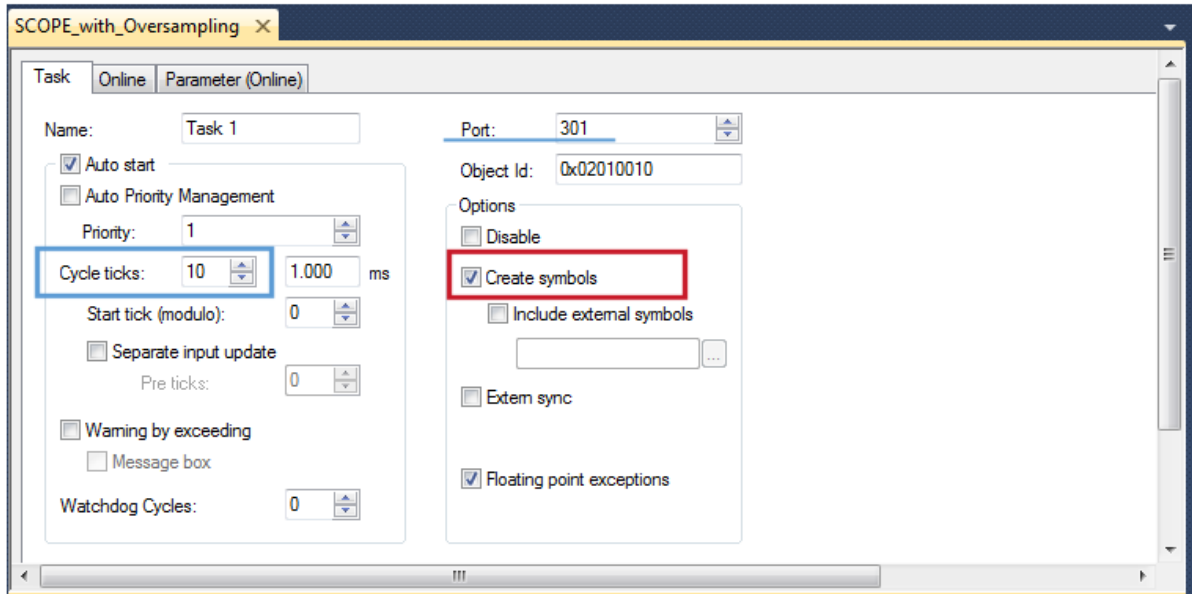 SCOPE_with_Oversampling
Task Online Parameter (Online)
Name: Task 1
Auto start
Auto Priority Management
Priority: 1
Cycle ticks: 10 1.000 ms
Start tick (modulo): 0
Separate input update
Pre ticks: 0
Warning by exceeding
Message box
Watchdog Cycles: 0
Port: 301
Object Id: 0x02010010
Options
Disable
Create symbols
Include external symbols
...
Extern sync
Floating point exceptions